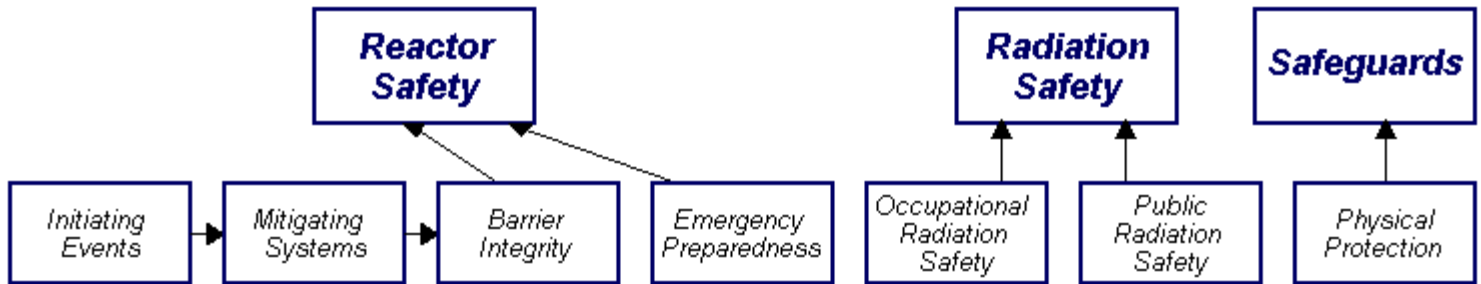 Reactor
Safety
Radiation
Safety
Safeguards
Initiating
Events
Mitigating
Systems
Barrier
Integrity
Emergency
Preparedness
Occupational
Radiation
Safety
Public
Radiation
Safety
Physical
Protection